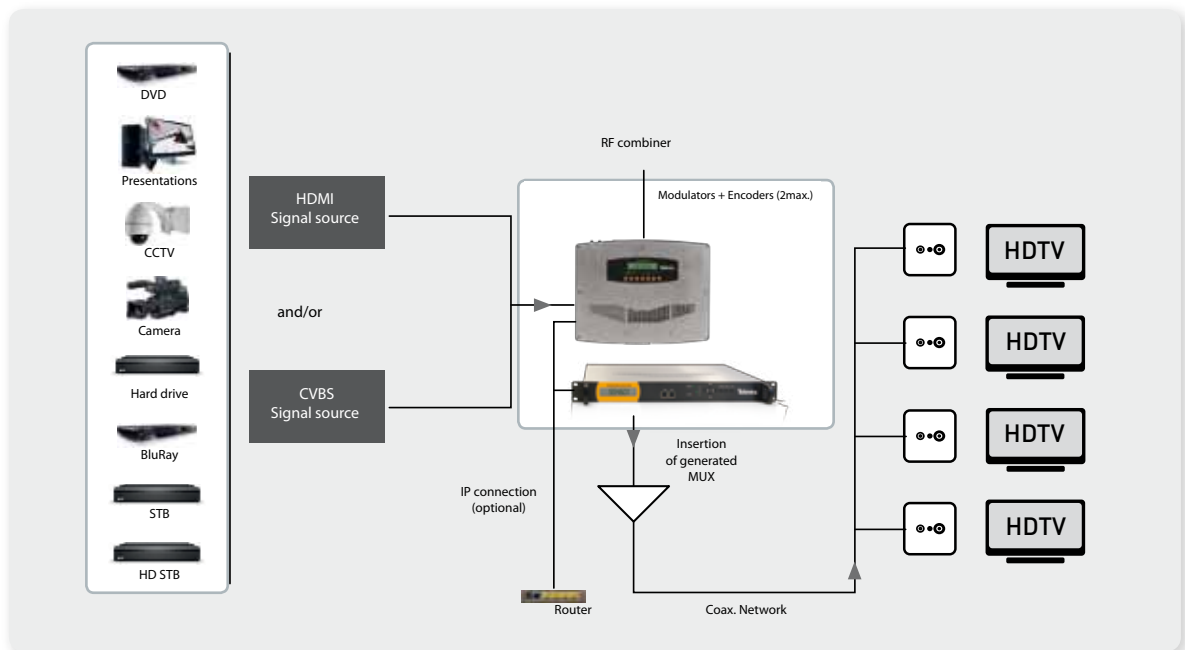 DVD
Presentations
CCTV
Camera
Hard drive
BluRay
STB
HD STB
HDMI
Signal source
and/or
CVBS
Signal source
RF combiner
Modulators + Encoders (2max.)
Insertion
of generated
MUX
IP connection
(optional)
Router
Coax. Network
HDTV
HDTV
HDTV
HDTV